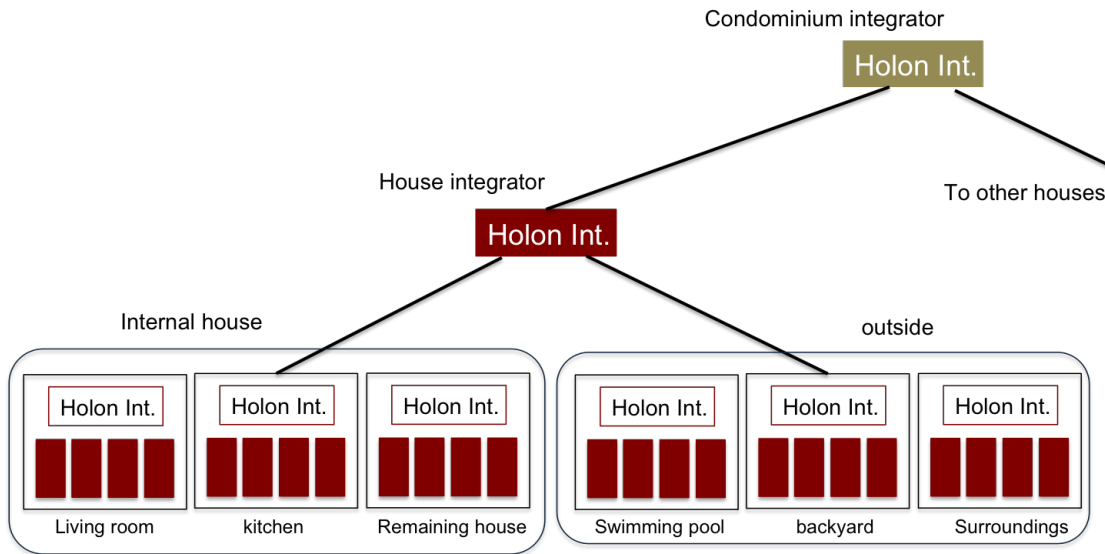 Condominium integrator
Holon Int.
House integrator
To other houses
Holon Int.
Internal house
outside
Holon Int.
Holon Int.
Holon Int.
Holon Int.
Holon Int.
Holon Int.
Living room
kitchen
Remaining house
Swimming pool
backyard
Surroundings